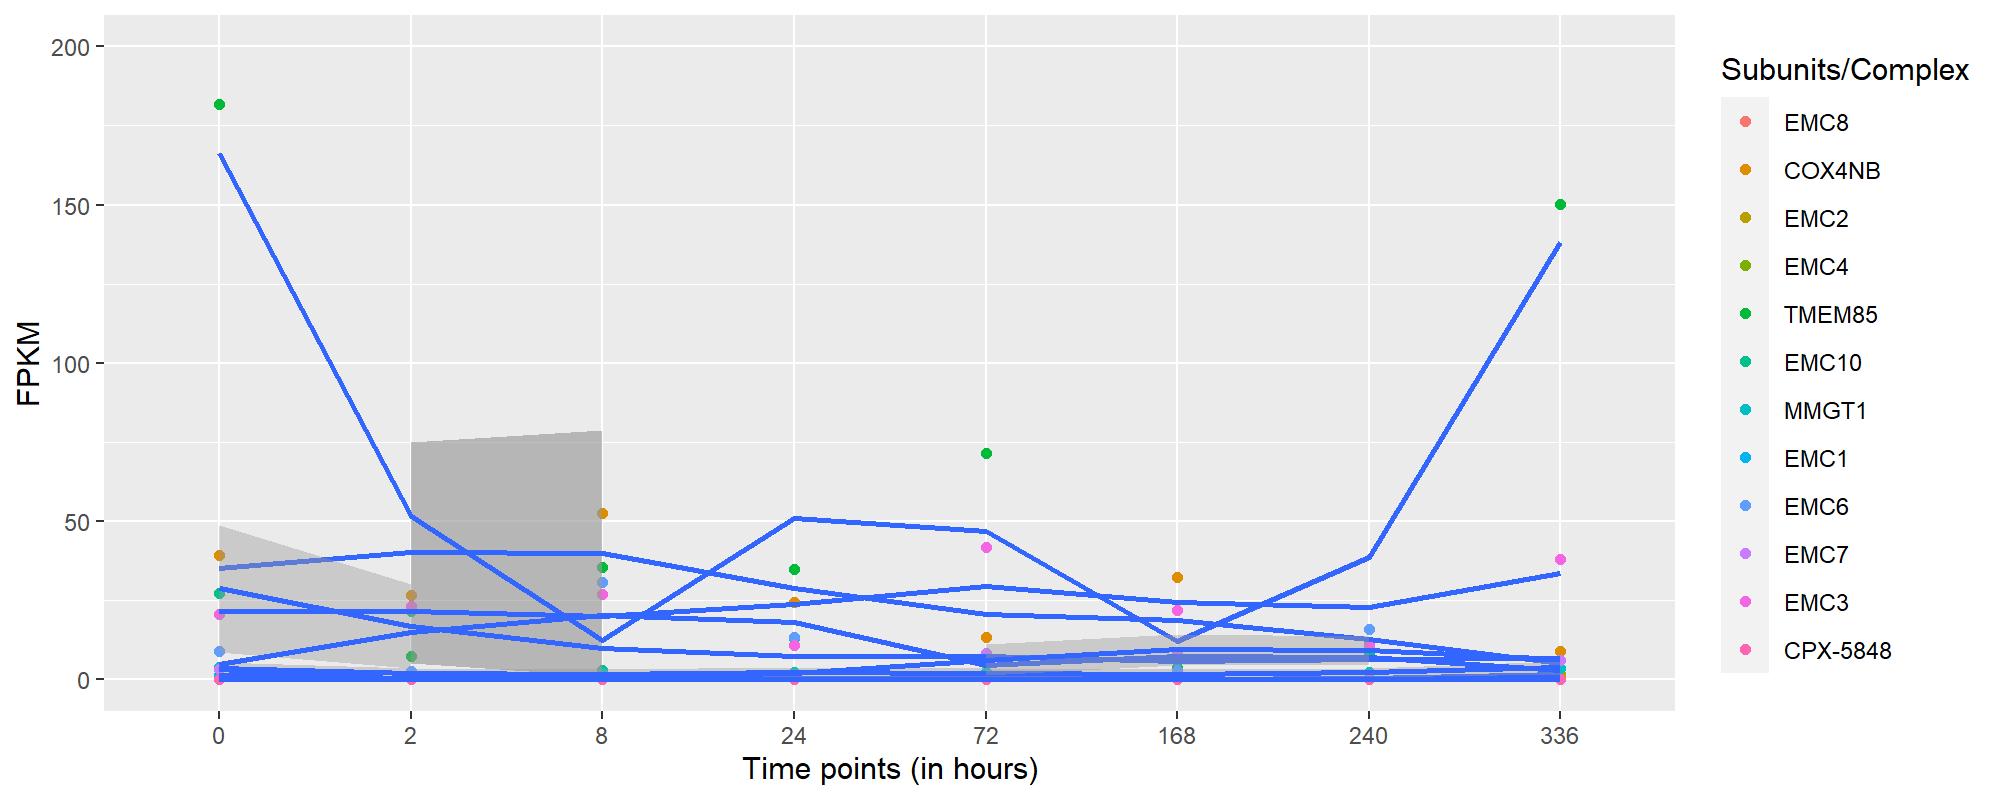 FPKM
200
150
100
50
0
0 2 8 24 72 168 240 336
Time points (in hours)
Subunits/Complex
EMC8
COX4NB
EMC2
EMC4
TMEM85
EMC10
MMGT1
EMC1
EMC6
EMC7
EMC3
CPX-5848